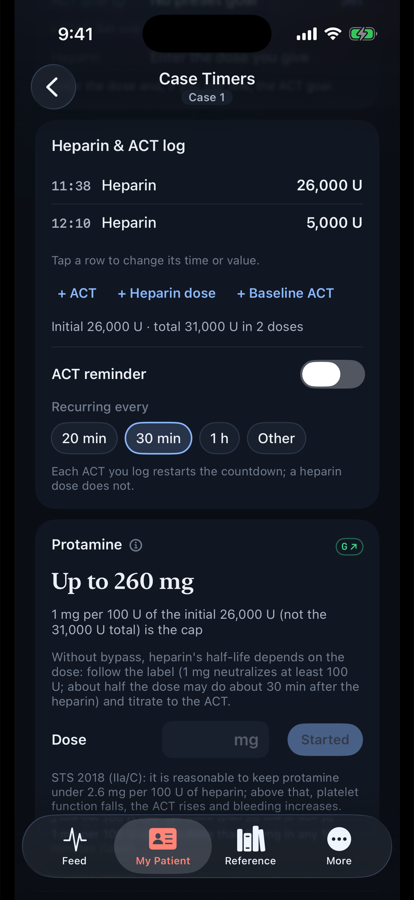 9:41
Case Timers
Case 1
Heparin & ACT log
11:38 Heparin 26,000 U
12:10 Heparin 5,000 U
Tap a row to change its time or value.
+ ACT + Heparin dose + Baseline ACT
Initial 26,000 U · total 31,000 U in 2 doses
ACT reminder
Recurring every
20 min 30 min 1 h Other
Each ACT you log restarts the countdown; a heparin
dose does not.
Protamine G↗
Up to 260 mg
1 mg per 100 U of the initial 26,000 U (not the
31,000 U total) is the cap
Without bypass, heparin's half-life depends on the
dose: follow the label (1 mg neutralizes at least 100
U; about half the dose may do about 30 min after the
heparin) and titrate to the ACT.
Dose mg Started
STS 2018 (IIa/C): it is reasonable to keep protamine
under 2.6 mg per 100 U of heparin; above that, platelet
function falls, the ACT rises and bleeding increases.
Feed My Patient Reference More